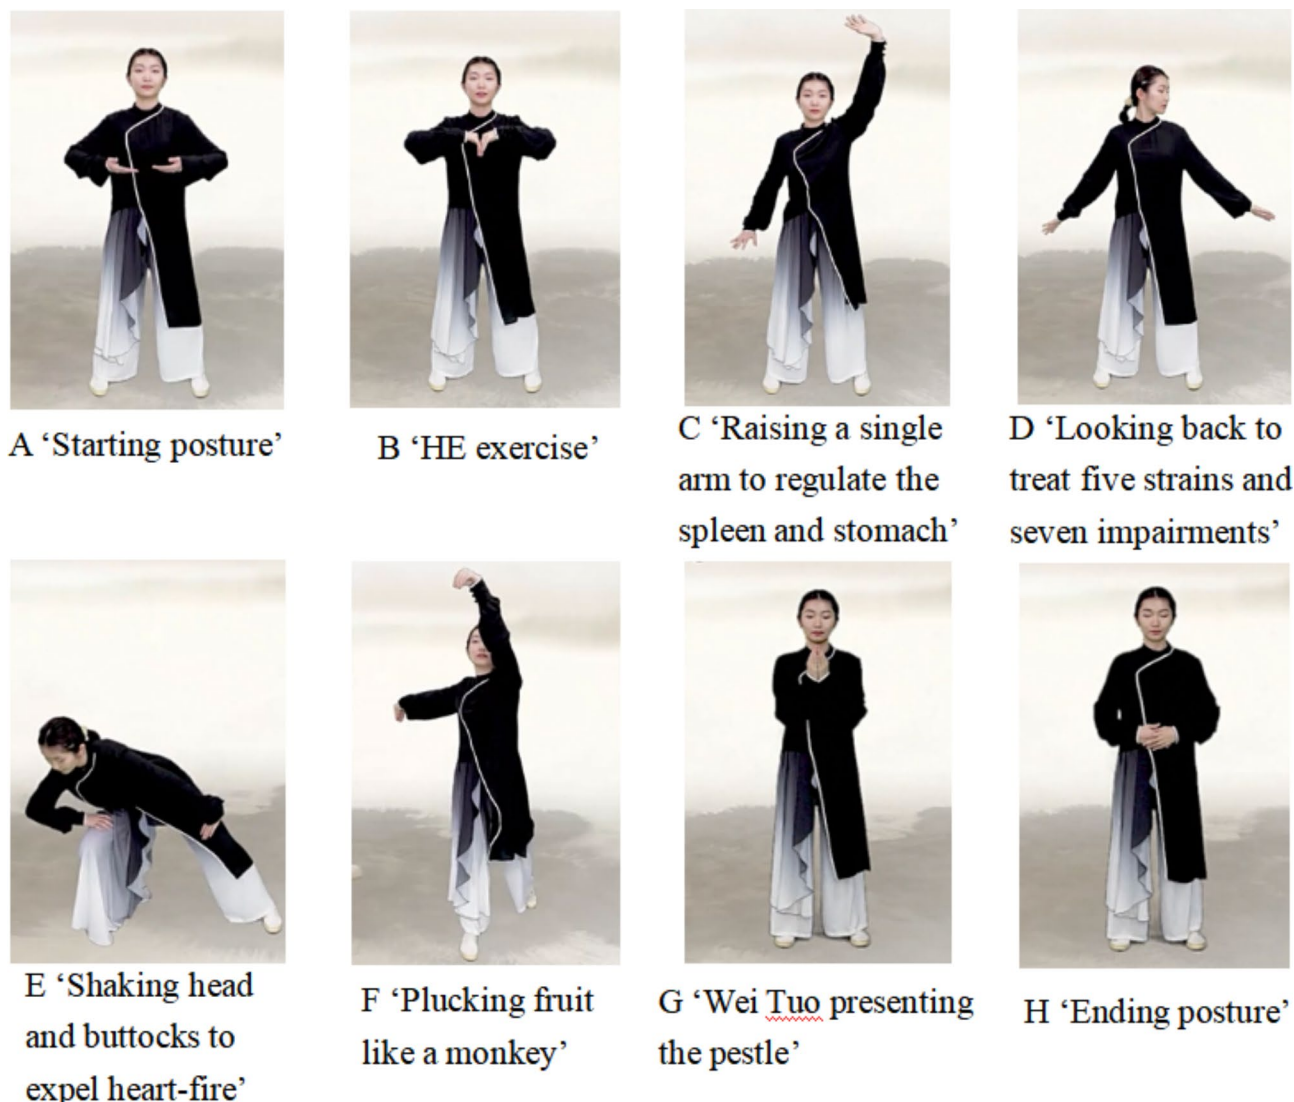 A ‘Starting posture’
B ‘HE exercise’
C ‘Raising a single
arm to regulate the
spleen and stomach’
D ‘Looking back to
treat five strains and
seven impairments’
E ‘Shaking head
and buttocks to
expel heart-fire’
F ‘Plucking fruit
like a monkey’
G ‘Wei Tuo presenting
the pestle’
H ‘Ending posture’